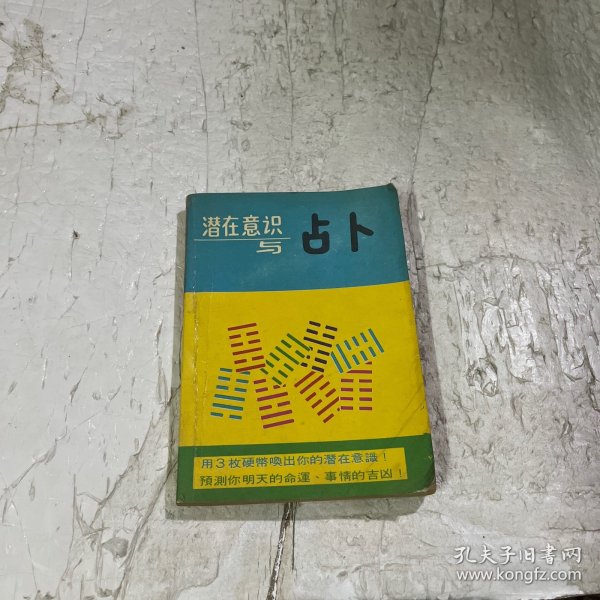 潜在意识
与 占卜
用3枚硬幣喚出你的潛在意識！
預測你明天的命運、事情的吉凶！
孔夫子旧書网
www.kongfz.com